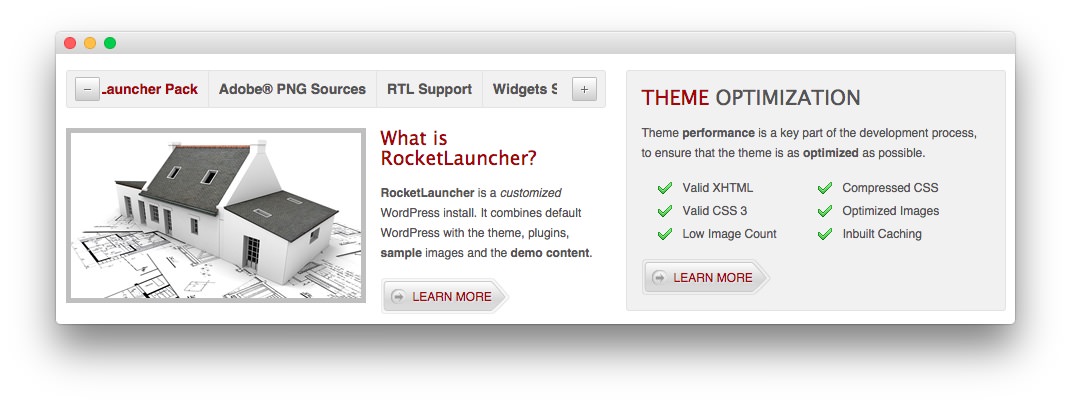 Launcher Pack Adobe® PNG Sources RTL Support Widgets S
What is
RocketLauncher?
RocketLauncher is a customized
WordPress install. It combines default
WordPress with the theme, plugins,
sample images and the demo content.
LEARN MORE
THEME OPTIMIZATION
Theme performance is a key part of the development process,
to ensure that the theme is as optimized as possible.
Valid XHTML
Compressed CSS
Valid CSS 3
Optimized Images
Low Image Count
Inbuilt Caching
LEARN MORE